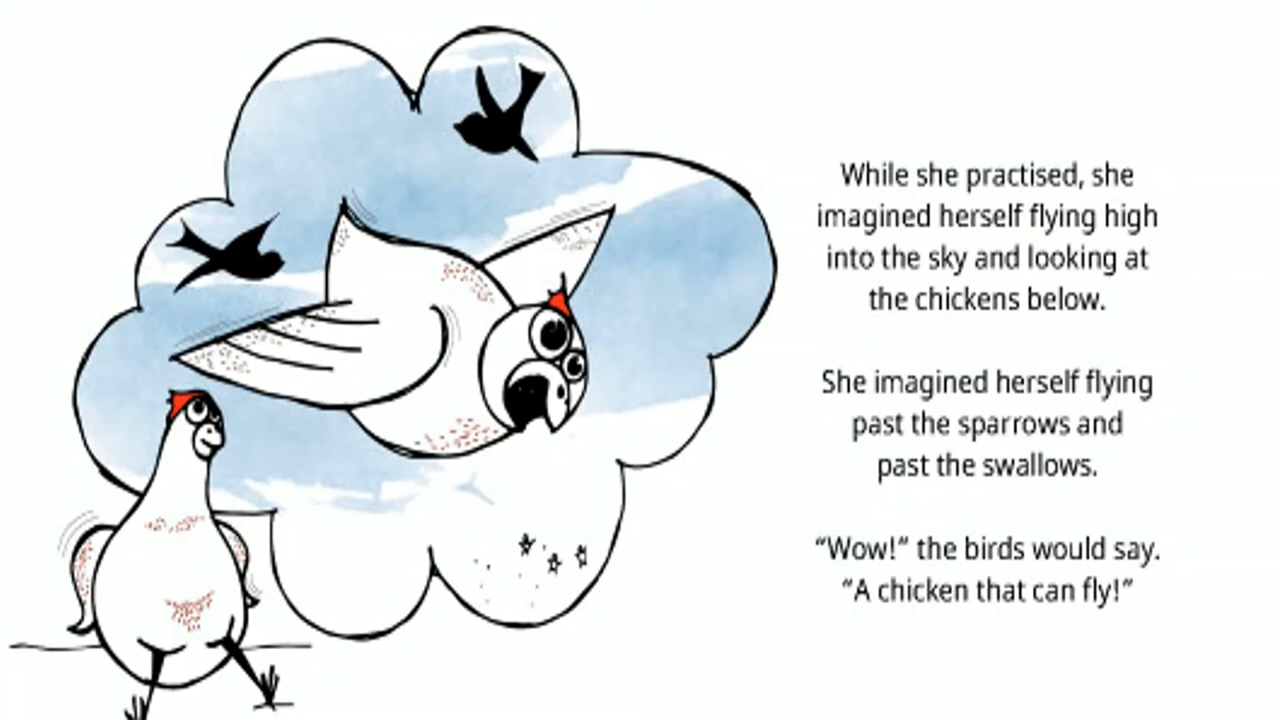 While she practised, she
imagined herself flying high
into the sky and looking at
the chickens below.
She imagined herself flying
past the sparrows and
past the swallows.
“Wow!” the birds would say.
“A chicken that can fly!”